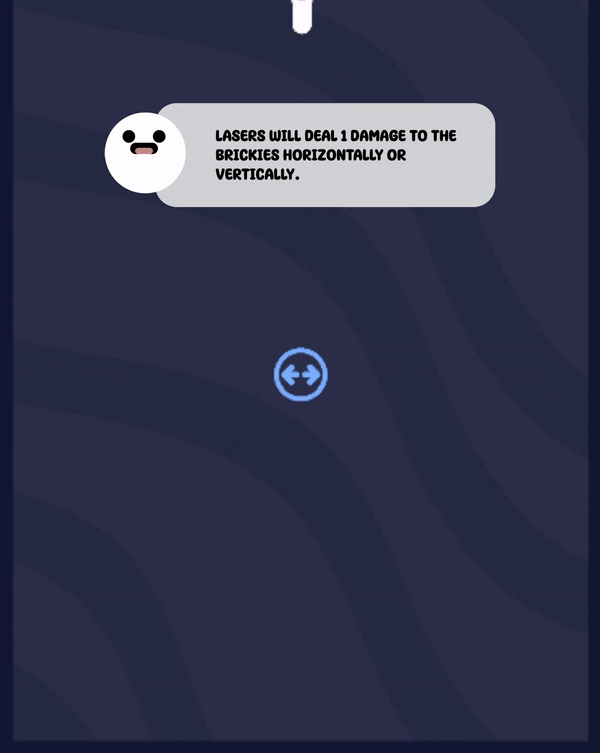 LASERS WILL DEAL 1 DAMAGE TO THE
BRICKIES HORIZONTALLY OR
VERTICALLY.